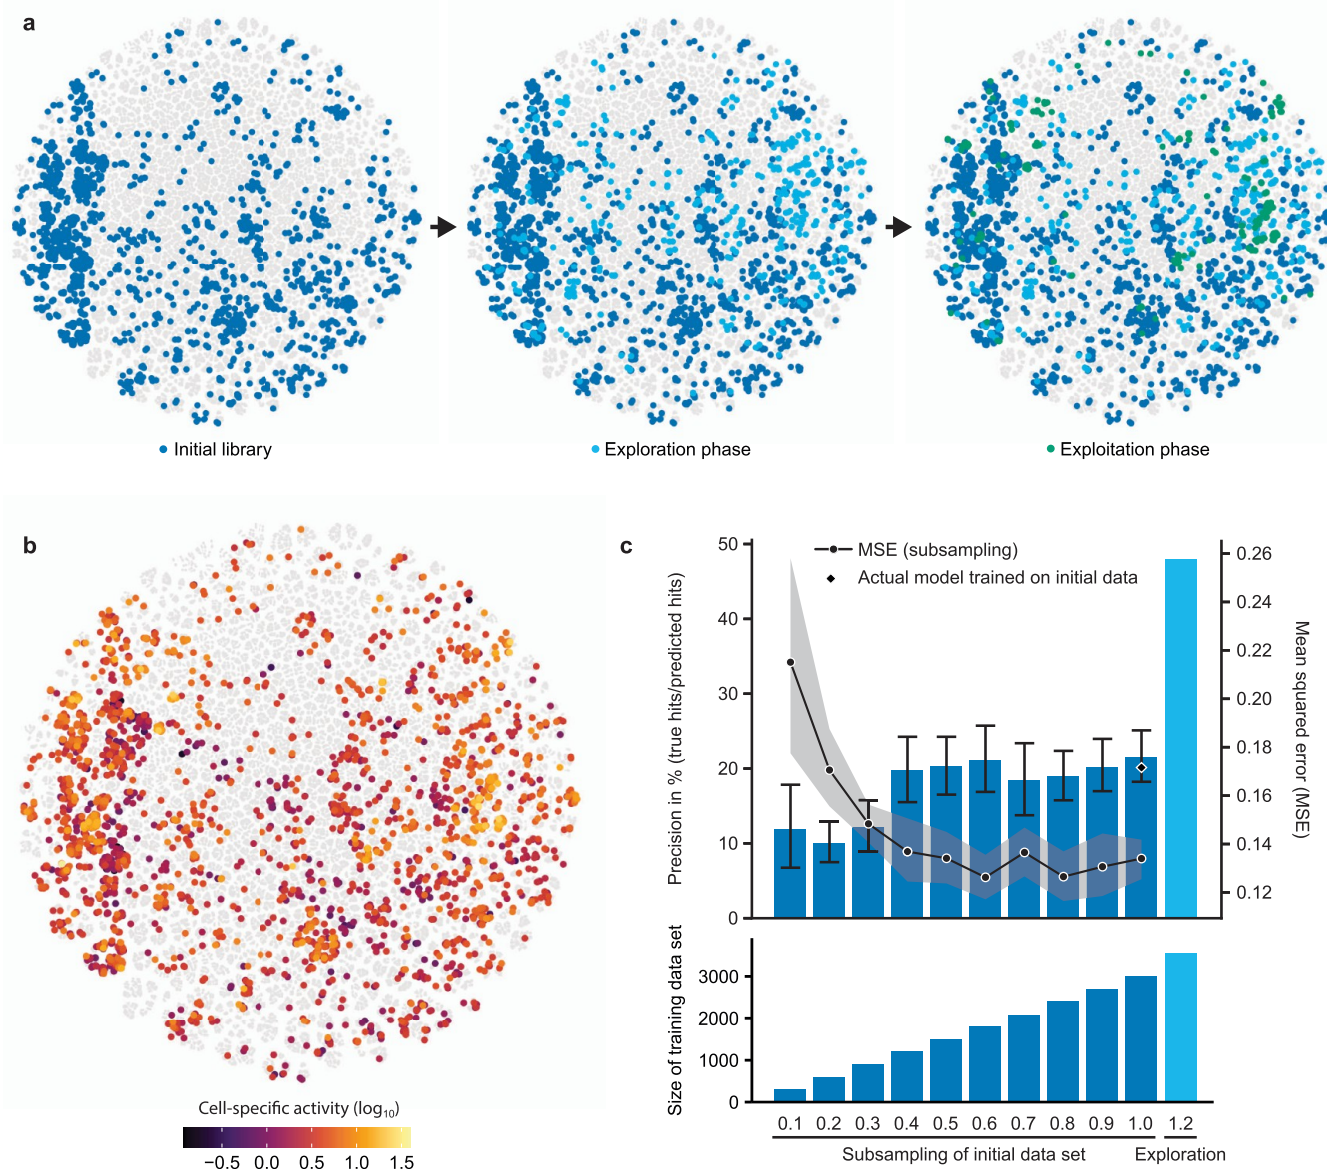 a
Initial library
Exploration phase
Exploitation phase
b
Cell-specific activity (log10)
−0.5 0.0 0.5 1.0 1.5
c
MSE (subsampling)
Actual model trained on initial data
Precision in % (true hits/predicted hits)
50
40
30
20
10
0
Mean squared error (MSE)
0.26
0.24
0.22
0.20
0.18
0.16
0.14
0.12
Size of training data set
3000
2000
1000
0
0.1 0.2 0.3 0.4 0.5 0.6 0.7 0.8 0.9 1.0 1.2
Subsampling of initial data set Exploration